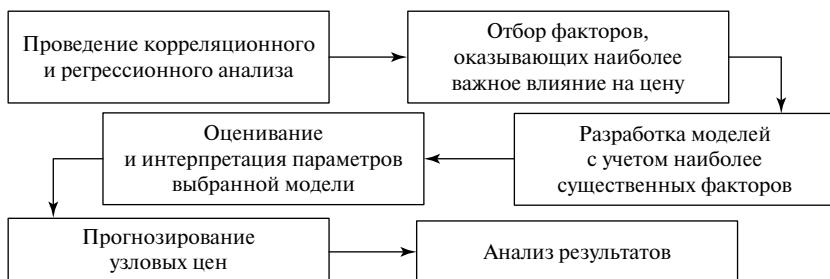 Проведение корреляционного
и регрессионного анализа
Отбор факторов,
оказывающих наиболее
важное влияние на цену
Разработка моделей
с учетом наиболее
существенных факторов
Оценивание
и интерпретация параметров
выбранной модели
Прогнозирование
узловых цен
Анализ результатов